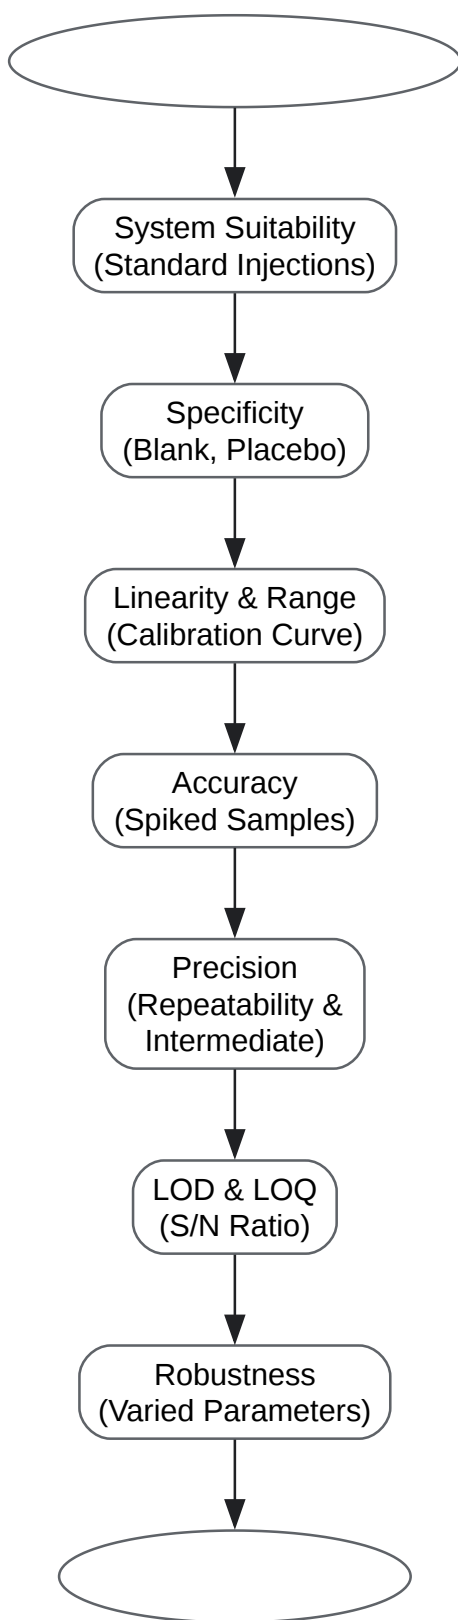 System Suitability
(Standard Injections)
Specificity
(Blank, Placebo)
Linearity & Range
(Calibration Curve)
Accuracy
(Spiked Samples)
Precision
(Repeatability &
Intermediate)
LOD & LOQ
(S/N Ratio)
Robustness
(Varied Parameters)